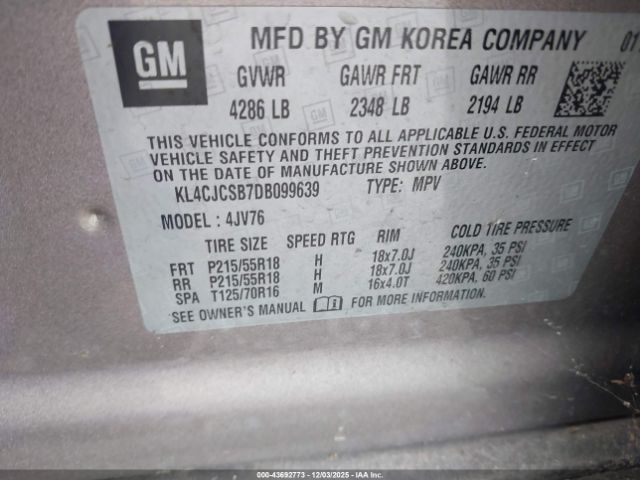 GM MFD BY GM KOREA COMPANY 01
GVWR GAWR FRT GAWR RR
4286 LB 2348 LB 2194 LB
THIS VEHICLE CONFORMS TO ALL APPLICABLE U.S. FEDERAL MOTOR
VEHICLE SAFETY AND THEFT PREVENTION STANDARDS IN EFFECT
ON THE DATE OF MANUFACTURE SHOWN ABOVE.
KL4CJCSB7DB099639 TYPE: MPV
MODEL : 4JV76
TIRE SIZE SPEED RTG RIM COLD TIRE PRESSURE
FRT P215/55R18 H 18x7.0J 240KPA, 35 PSI
RR P215/55R18 H 18x7.0J 240KPA, 35 PSI
SPA T125/70R16 M 16x4.0T 420KPA, 60 PSI
SEE OWNER'S MANUAL FOR MORE INFORMATION.
000-43692773 - 12/03/2025 - IAAI.com